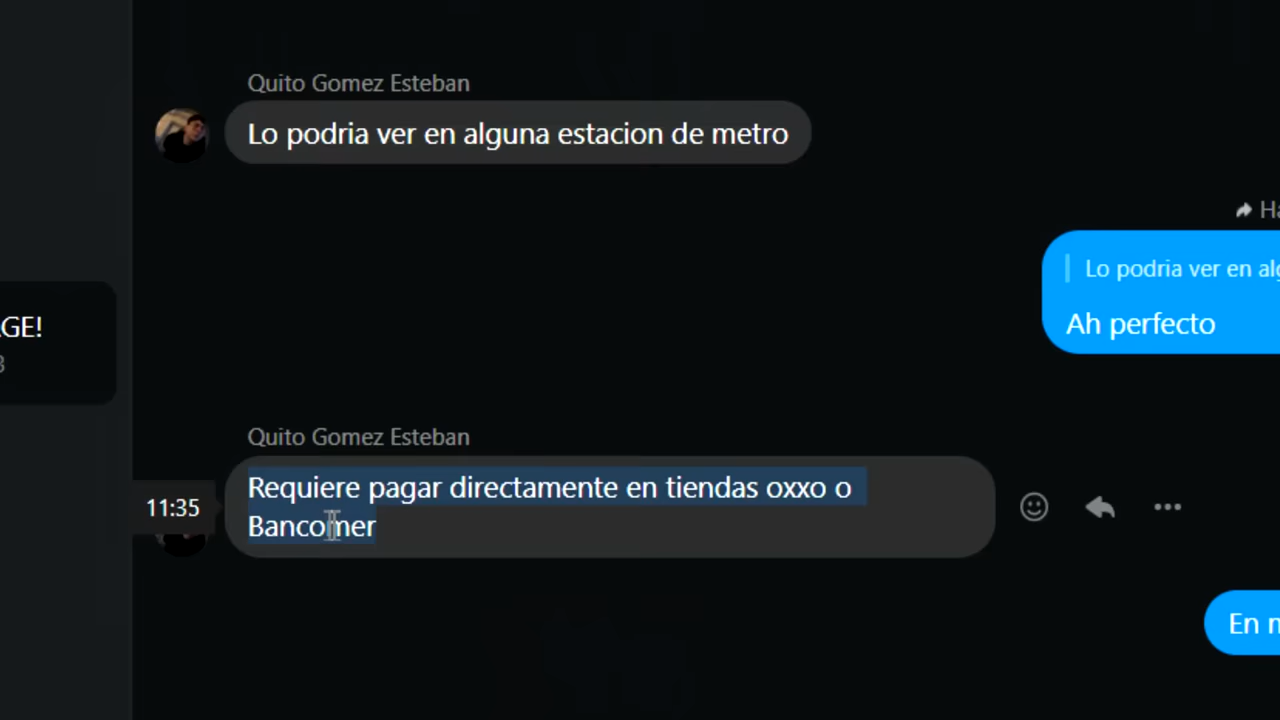 Quito Gomez Esteban
Lo podria ver en alguna estacion de metro
Lo podria ver en
Ah perfecto
GE!
Quito Gomez Esteban
11:35
Requiere pagar directamente en tiendas oxxo o
Bancomer
En